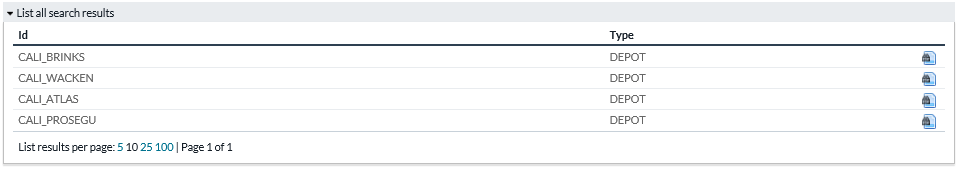 List all search results
Id Type
CALI_BRINKS DEPOT
CALI_WACKEN DEPOT
CALI_ATLAS DEPOT
CALI_PROSEGU DEPOT
List results per page: 5 10 25 100 | Page 1 of 1